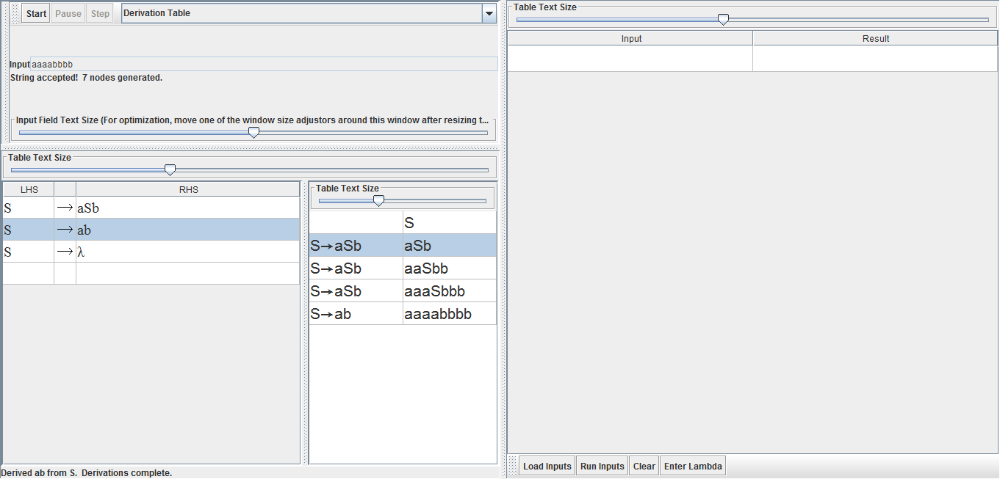 Start Pause Step Derivation Table
Input aaaabbbb
String accepted! 7 nodes generated.
Input Field Text Size (For optimization, move one of the window size adjustors around this window after resizing t...
Table Text Size
LHS RHS
S → aSb
S → ab
S → λ
Table Text Size
S
S→aSb aSb
S→aSb aaSbb
S→aSb aaaSbbb
S→ab aaaabbbb
Derived ab from S. Derivations complete.
Table Text Size
Input Result
Load Inputs Run Inputs Clear Enter Lambda